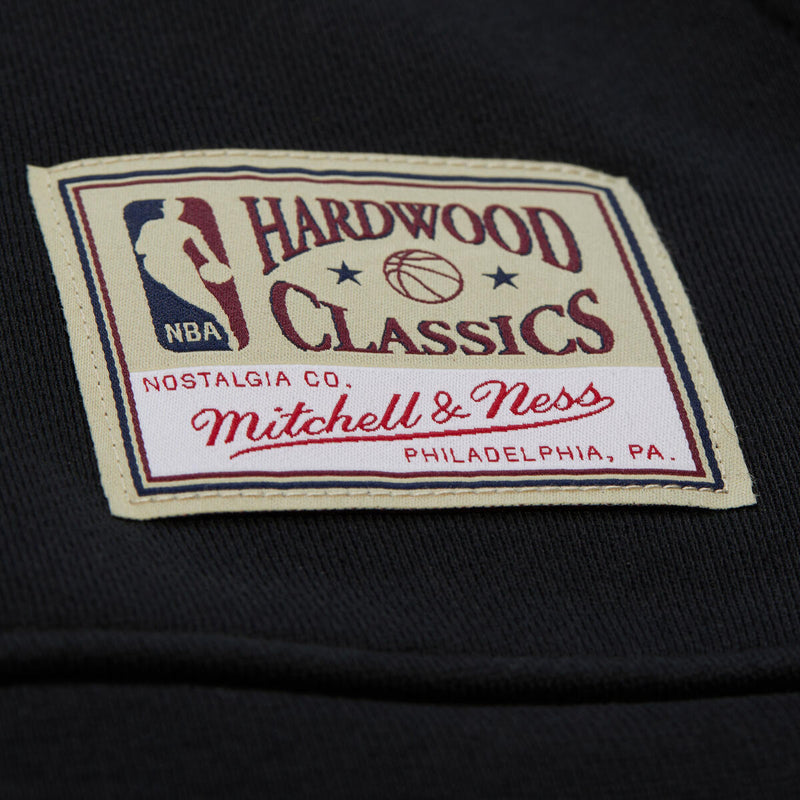 HARDWOOD
CLASSICS
NBA
NOSTALGIA CO.
Mitchell & Ness
PHILADELPHIA, PA.